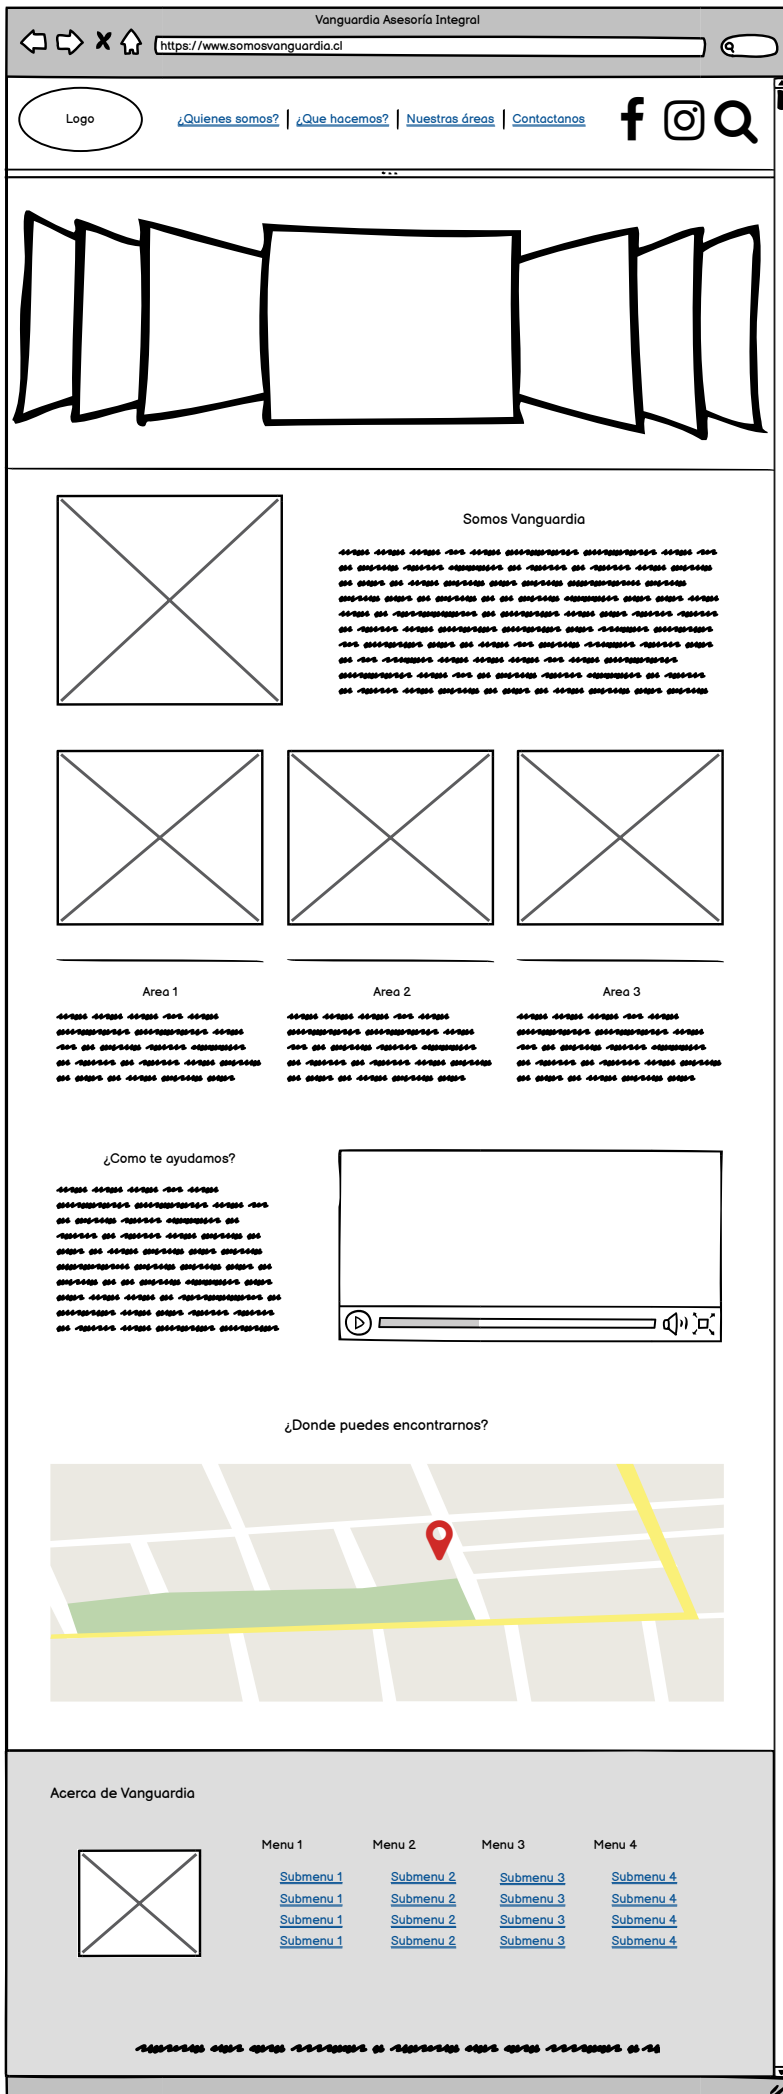 Vanguardia Asesoría Integral
https://www.somosvanguardia.cl
Logo
¿Quienes somos? ¿Que hacemos? Nuestras áreas Contactanos
Somos Vanguardia
Area 1 Area 2 Area 3
¿Como te ayudamos?
¿Donde puedes encontrarnos?
Acerca de Vanguardia
Menu 1 Menu 2 Menu 3 Menu 4
Submenu 1 Submenu 2 Submenu 3 Submenu 4
Submenu 1 Submenu 2 Submenu 3 Submenu 4
Submenu 1 Submenu 2 Submenu 3 Submenu 4
Submenu 1 Submenu 2 Submenu 3 Submenu 4